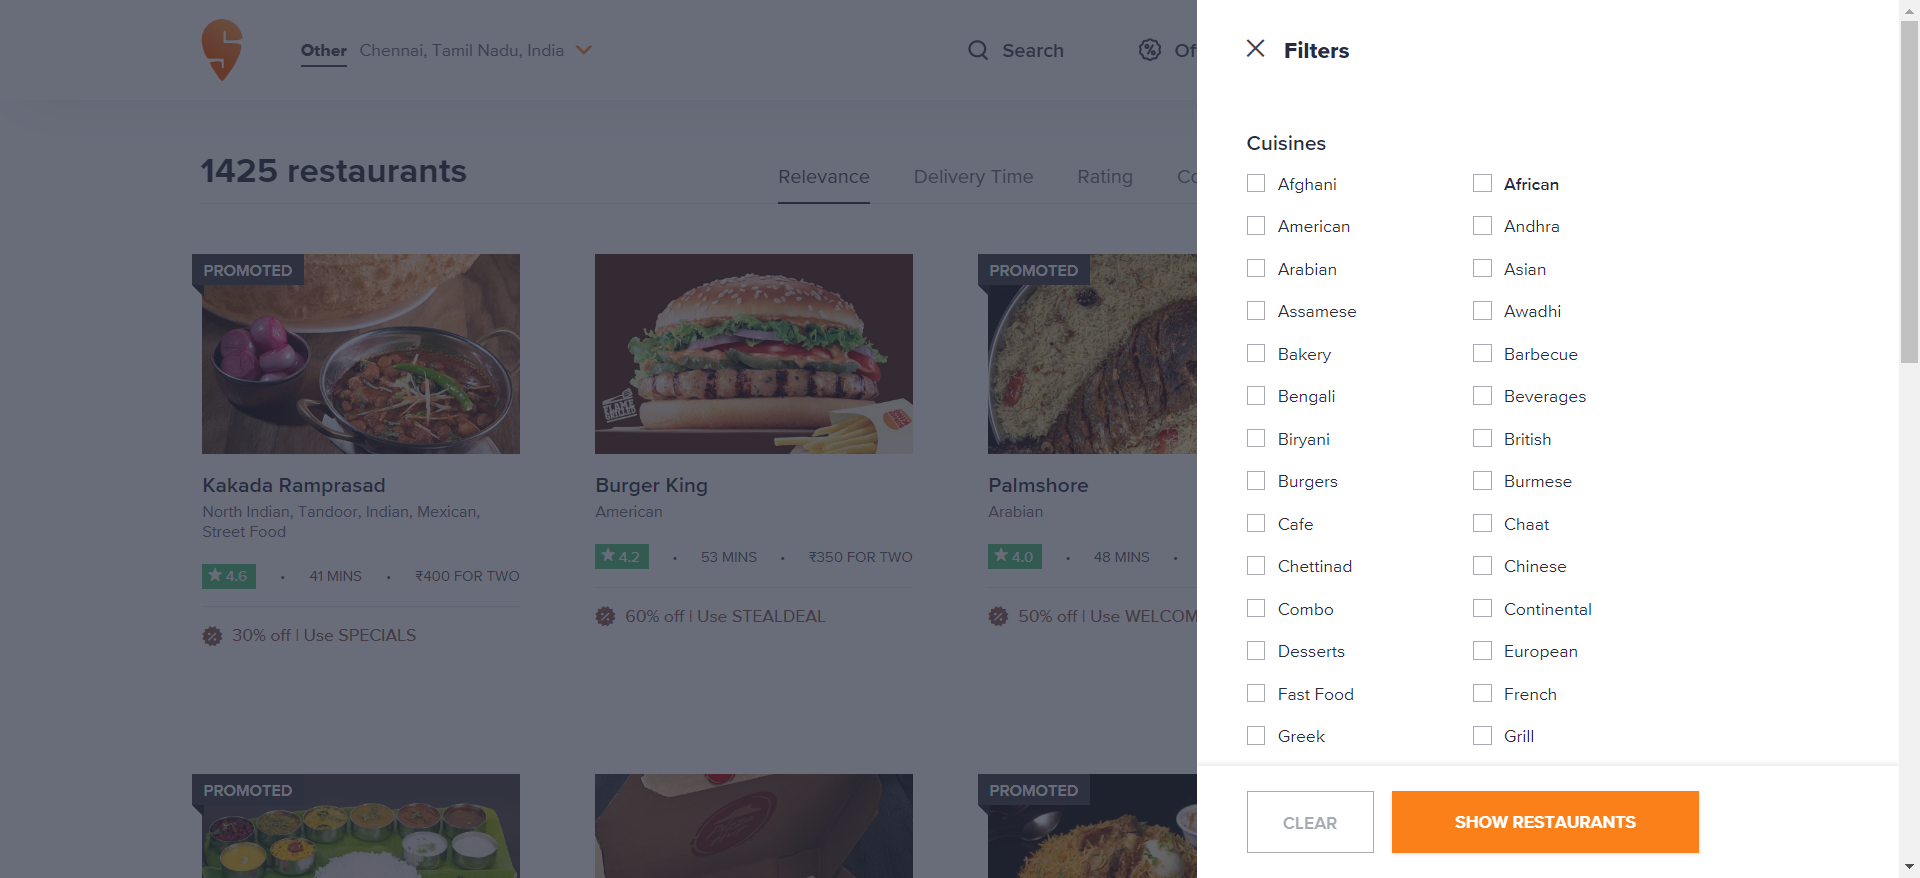 Other Chennai, Tamil Nadu, India
Search
Of
1425 restaurants
Relevance Delivery Time Rating
PROMOTED
FLAME GRILLED
PROMOTED
Kakada Ramprasad
North Indian, Tandoor, Indian, Mexican,
Street Food
★ 4.6 • 41 MINS • ₹400 FOR TWO
30% off | Use SPECIALS
Burger King
American
★ 4.2 • 53 MINS • ₹350 FOR TWO
60% off | Use STEALDEAL
Palmshore
Arabian
★ 4.0 • 48 MINS •
50% off | Use WELCOM
PROMOTED
PROMOTED
Filters
Cuisines
Afghani African
American Andhra
Arabian Asian
Assamese Awadhi
Bakery Barbecue
Bengali Beverages
Biryani British
Burgers Burmese
Cafe Chaat
Chettinad Chinese
Combo Continental
Desserts European
Fast Food French
Greek Grill
CLEAR SHOW RESTAURANTS